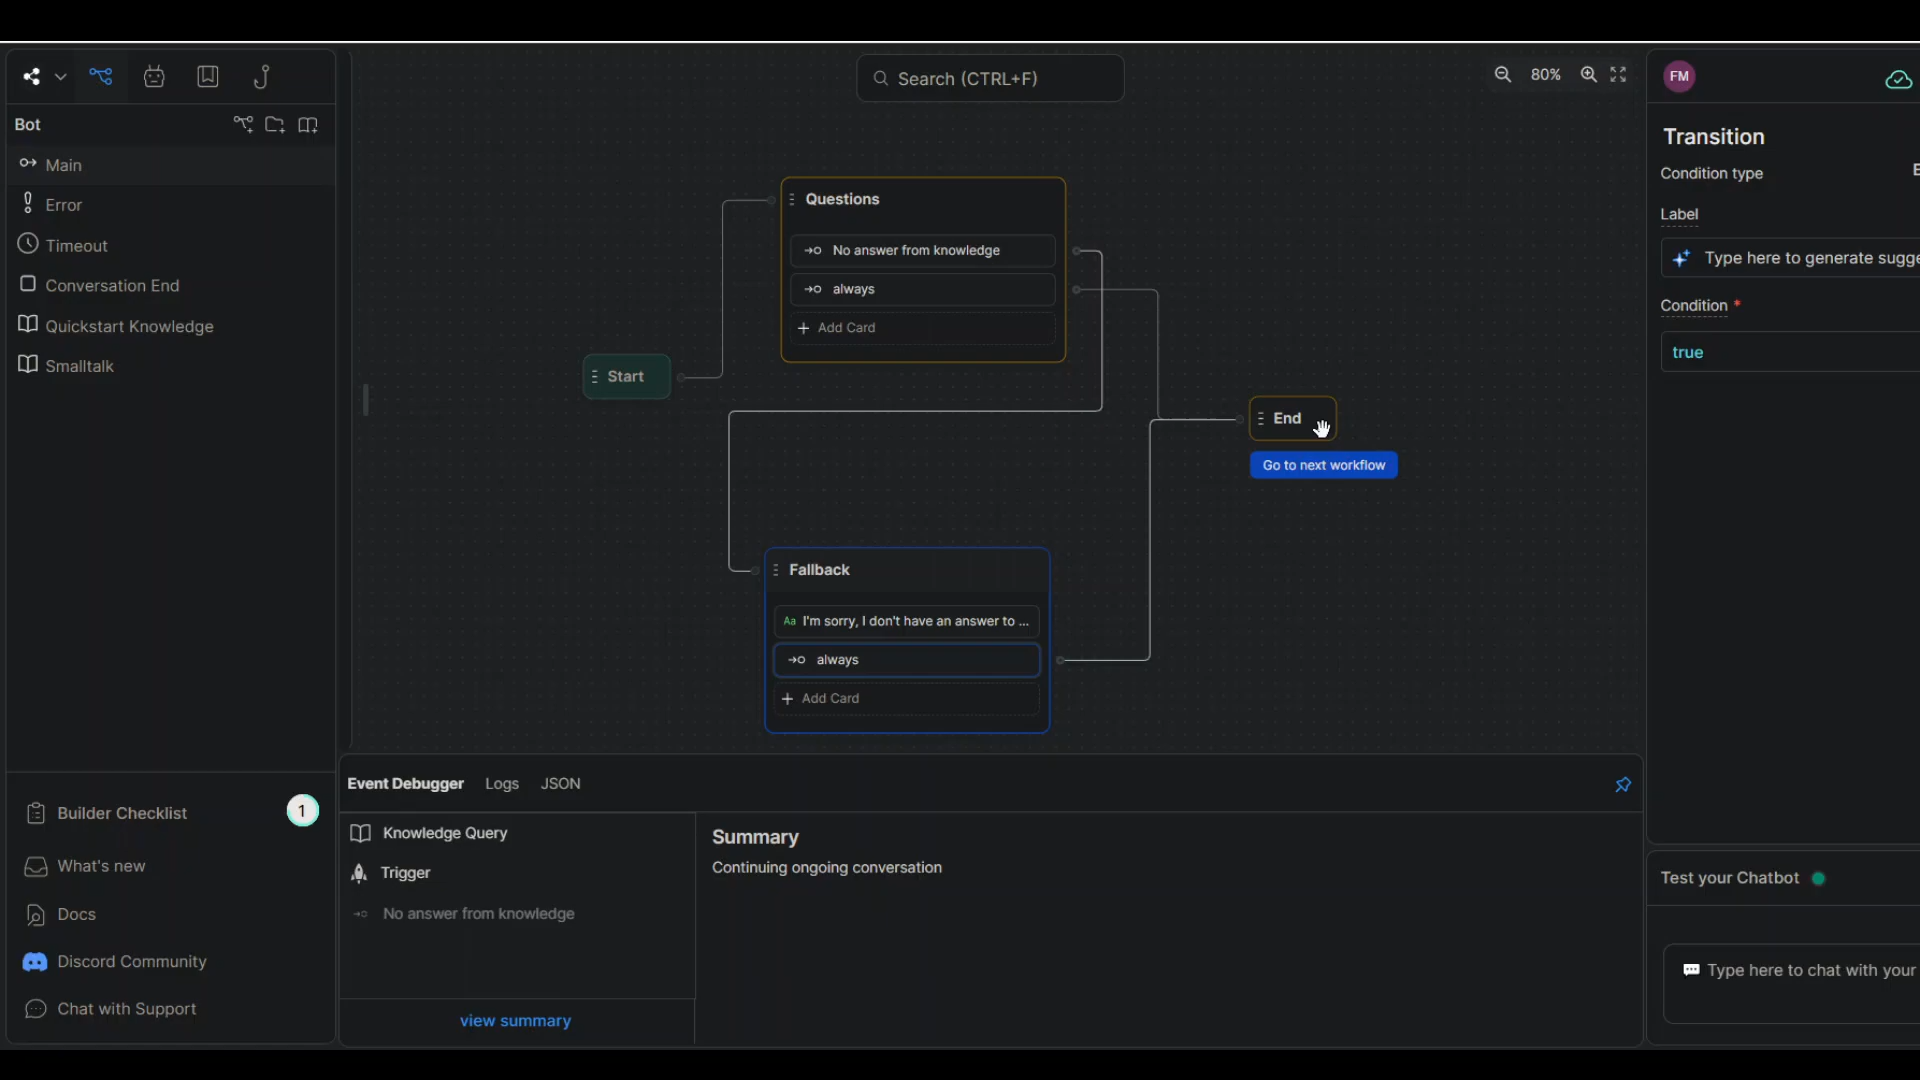 Search (CTRL+F)
80%
FM
Bot
Main
Error
Timeout
Conversation End
Quickstart Knowledge
Smalltalk
Questions
No answer from knowledge
always
Add Card
Start
End
Go to next workflow
Fallback
Aa I'm sorry, I don't have an answer to ...
always
Add Card
Transition
Condition type
E
Label
Type here to generate sugge
Condition *
true
Builder Checklist
1
What's new
Docs
Discord Community
Chat with Support
Event Debugger Logs JSON
Knowledge Query
Trigger
No answer from knowledge
view summary
Summary
Continuing ongoing conversation
Test your Chatbot
Type here to chat with your